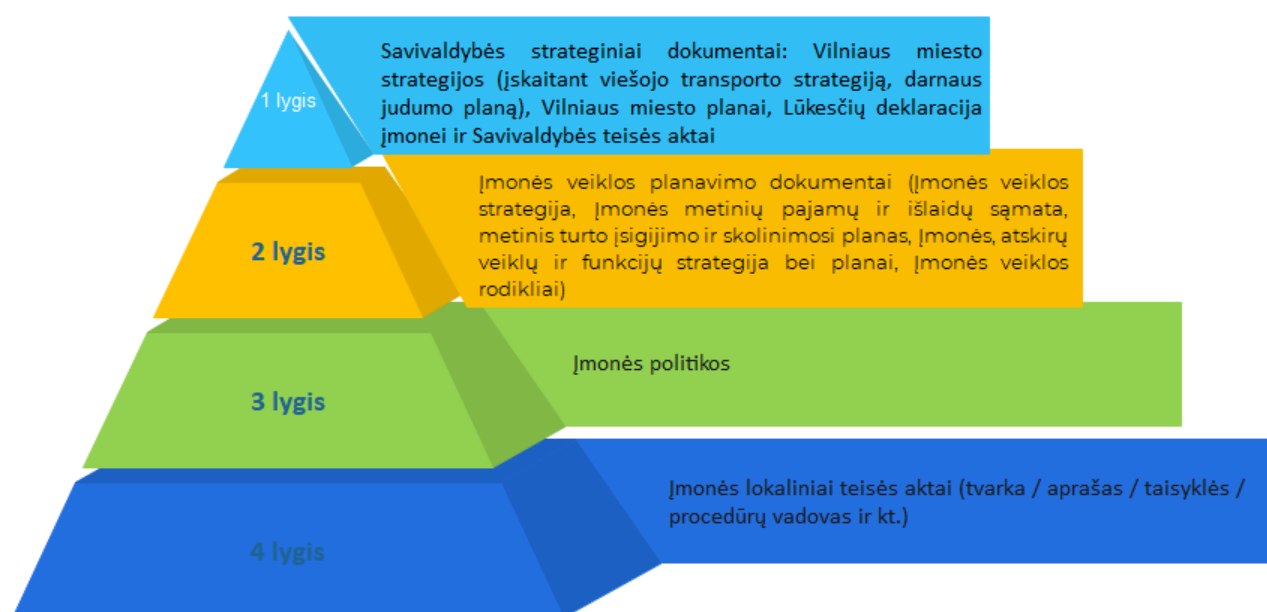 1 lygis
Savivaldybės strateginiai dokumentai: Vilniaus miesto
strategijos (įskaitant viešojo transporto strategiją, darnaus
judumo planą), Vilniaus miesto planai, Lūkesčių deklaracija
įmonei ir Savivaldybės teisės aktai
2 lygis
Įmonės veiklos planavimo dokumentai (Įmonės veiklos
strategija, Įmonės metinių pajamų ir išlaidų sąmata,
metinis turto įsigijimo ir skolinimosi planas, Įmonės, atskirų
veiklų ir funkcijų strategija bei planai, Įmonės veiklos
rodikliai)
3 lygis
Įmonės politikos
4 lygis
Įmonės lokaliniai teisės aktai (tvarka / aprašas / taisyklės /
procedūrų vadovas ir kt.)